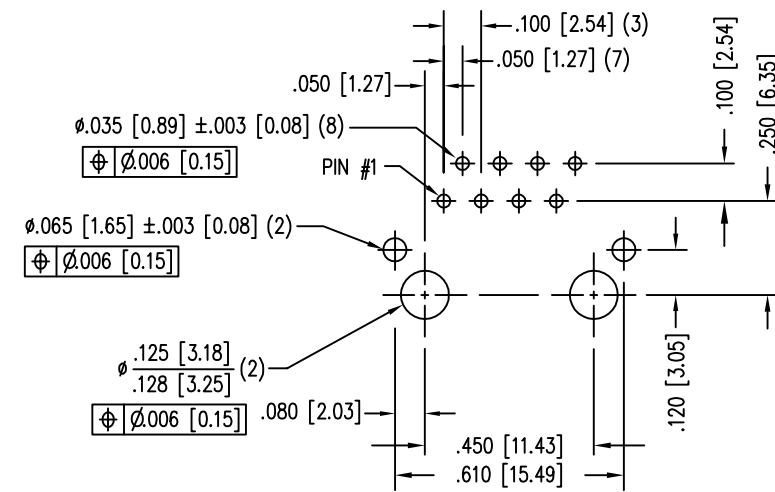 .100 [2.54] (3)
.050 [1.27] (7)
.050 [1.27]
.100 [2.54]
.250 [6.35]
⌀.035 [0.89] ±.003 [0.08] (8)
⌖ ⌀.006 [0.15]
PIN #1
⌀.065 [1.65] ±.003 [0.08] (2)
⌖ ⌀.006 [0.15]
⌀ .125 [3.18]
.128 [3.25] (2)
⌖ ⌀.006 [0.15]
.080 [2.03]
.120 [3.05]
.450 [11.43]
.610 [15.49]